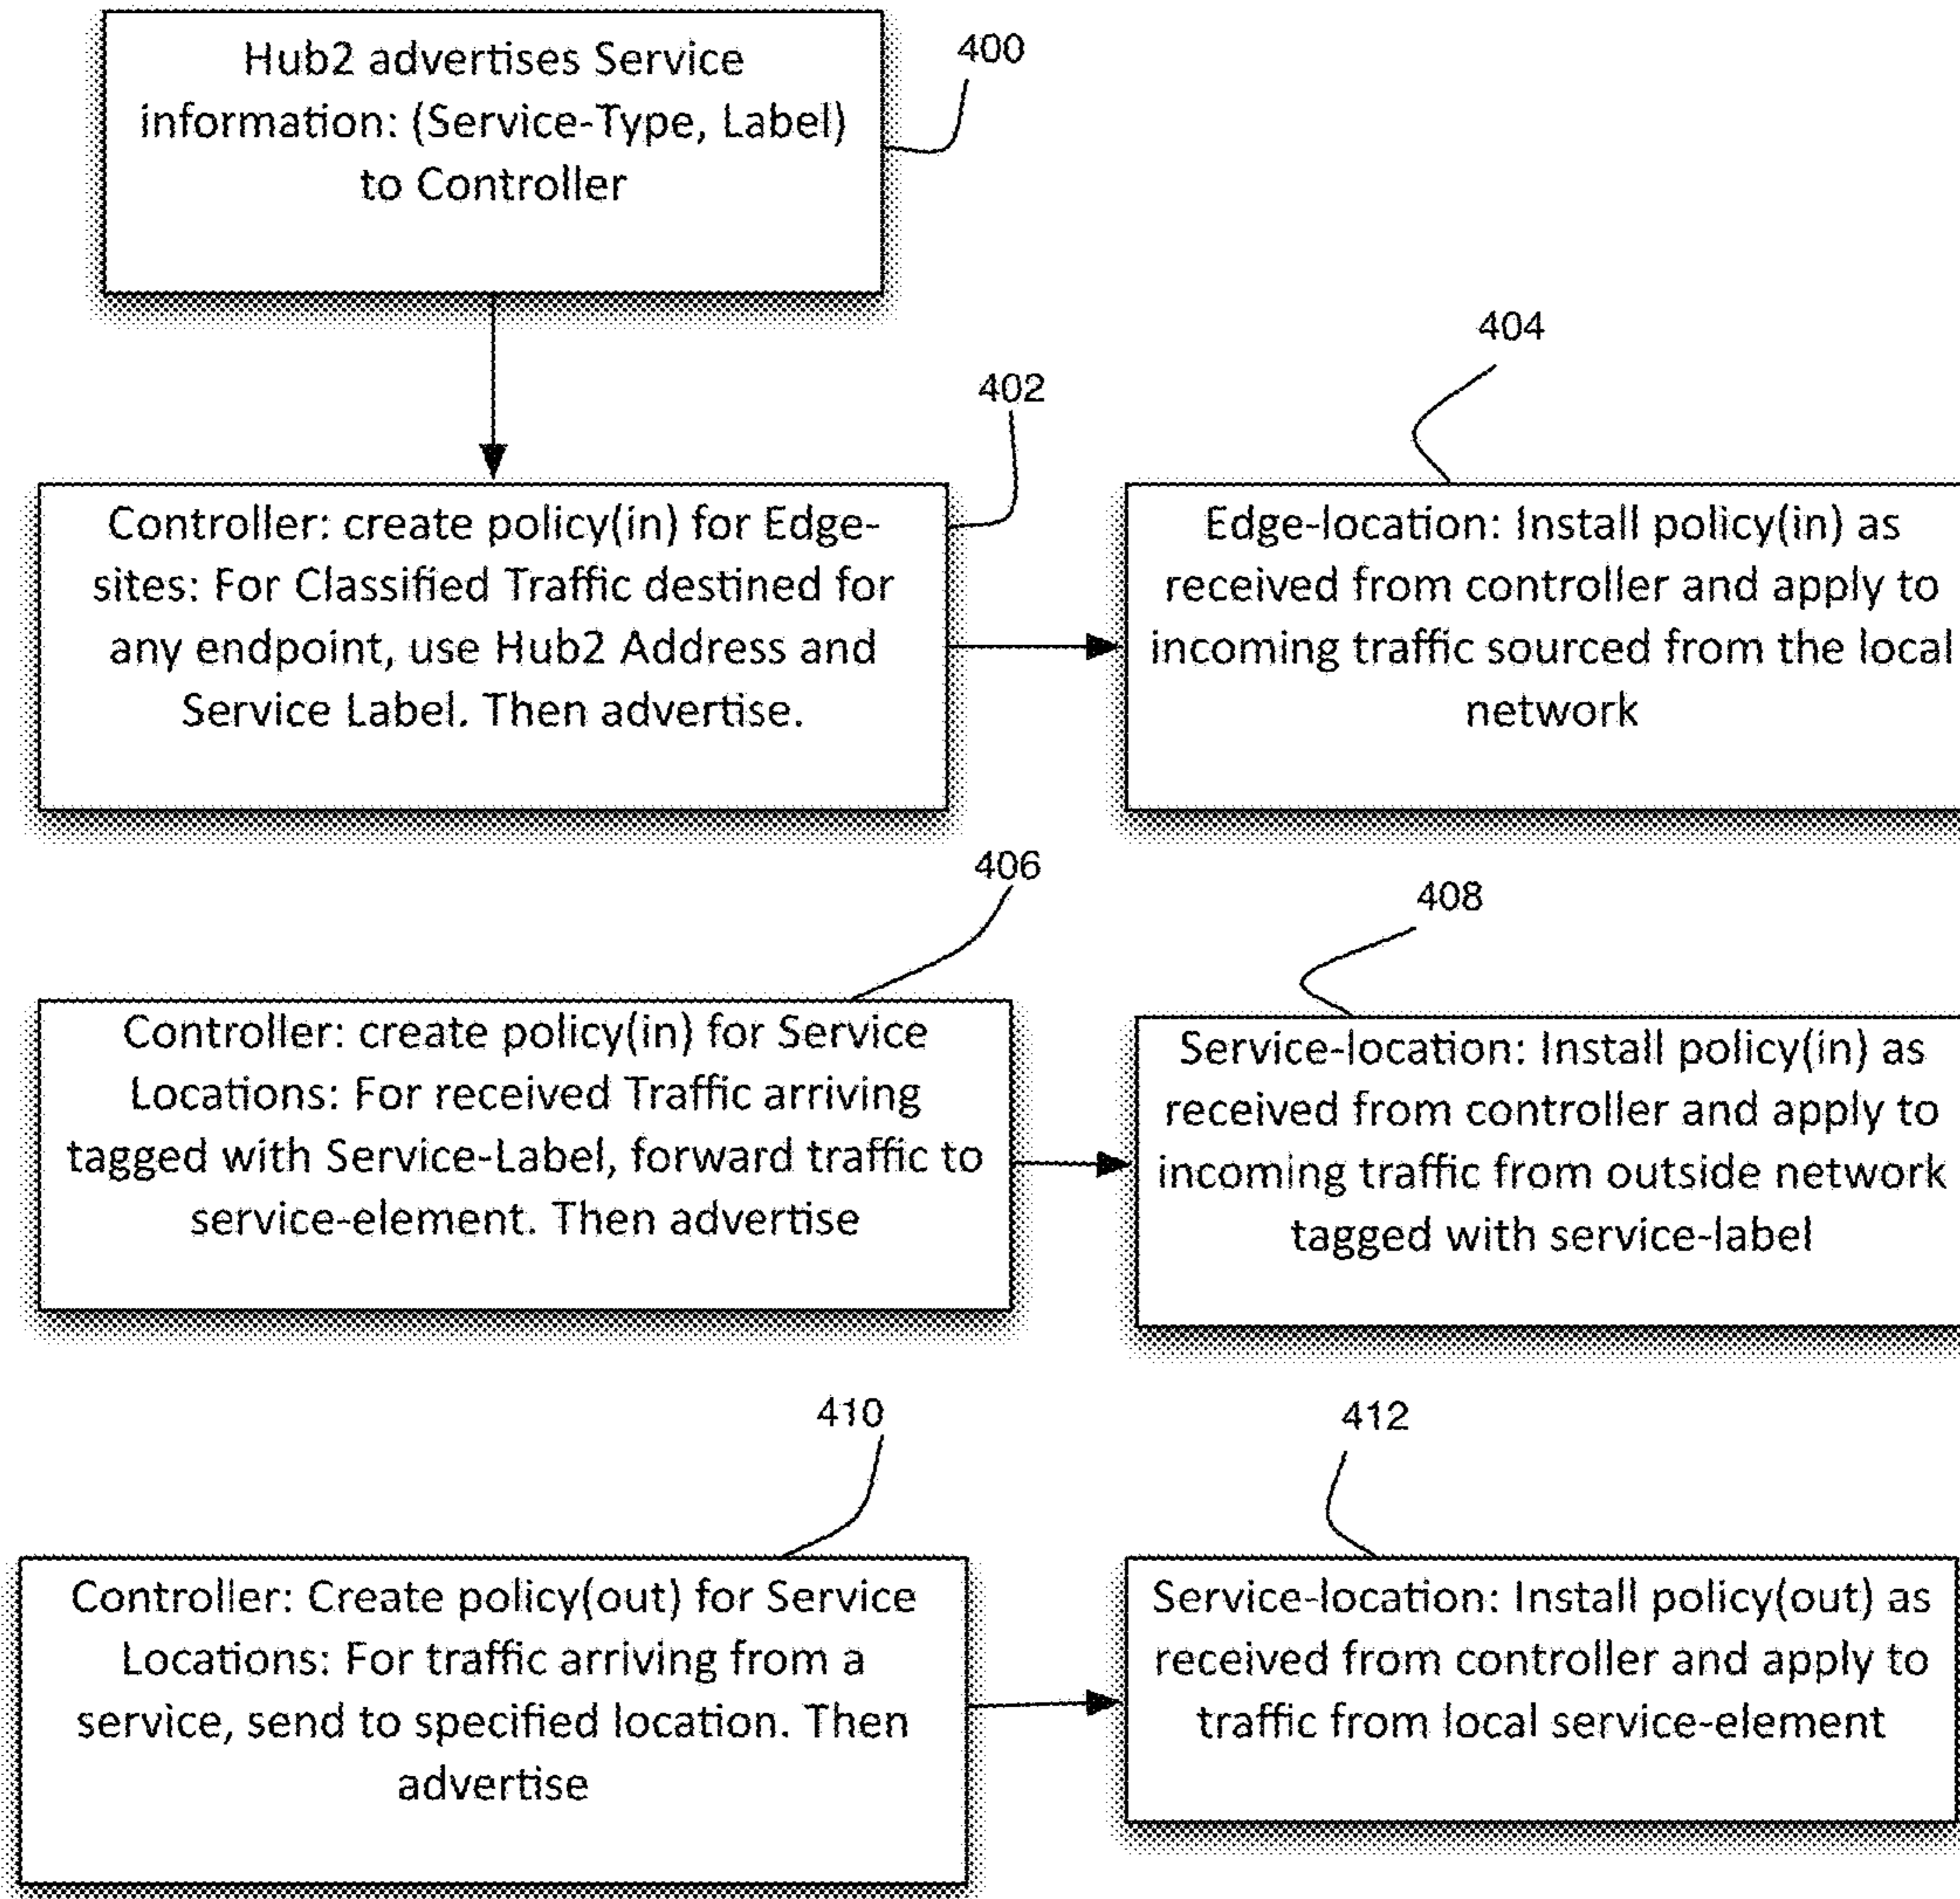 Hub2 advertises Service
information: (Service-Type, Label)
to Controller
400
402
Controller: create policy(in) for Edge-
sites: For Classified Traffic destined for
any endpoint, use Hub2 Address and
Service Label. Then advertise.
404
Edge-location: Install policy(in) as
received from controller and apply to
incoming traffic sourced from the local
network
406
Controller: create policy(in) for Service
Locations: For received Traffic arriving
tagged with Service-Label, forward traffic to
service-element. Then advertise
408
Service-location: Install policy(in) as
received from controller and apply to
incoming traffic from outside network
tagged with service-label
410
Controller: Create policy(out) for Service
Locations: For traffic arriving from a
service, send to specified location. Then
advertise
412
Service-location: Install policy(out) as
received from controller and apply to
traffic from local service-element